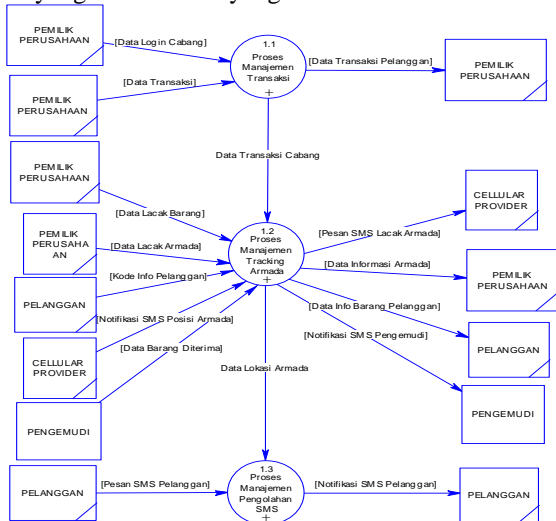 PEMILIK
PERUSAHAAN
[Data Login Cabang]
1.1
Proses
Manajemen
Transaksi
+
[Data Transaksi Pelanggan]
PEMILIK
PERUSAHAAN
PEMILIK
PERUSAHAAN
[Data Transaksi]
Data Transaksi Cabang
PEMILIK
PERUSAHAAN
[Data Lacak Barang]
PEMILIK
PERUSAHA
AN
[Data Lacak Armada]
PELANGGAN
[Kode Info Pelanggan]
CELLULAR
PROVIDER
[Notifikasi SMS Posisi Armada]
PENGEMUDI
[Data Barang Diterima]
1.2
Proses
Manajemen
Tracking
Armada
+
[Pesan SMS Lacak Armada]
CELLULAR
PROVIDER
[Data Informasi Armada]
PEMILIK
PERUSAHAAN
[Data Info Barang Pelanggan]
PELANGGAN
[Notifikasi SMS Pengemudi]
PENGEMUDI
Data Lokasi Armada
PELANGGAN
[Pesan SMS Pelanggan]
1.3
Proses
Manajemen
Pengolahan
SMS
+
[Notifikasi SMS Pelanggan]
PELANGGAN